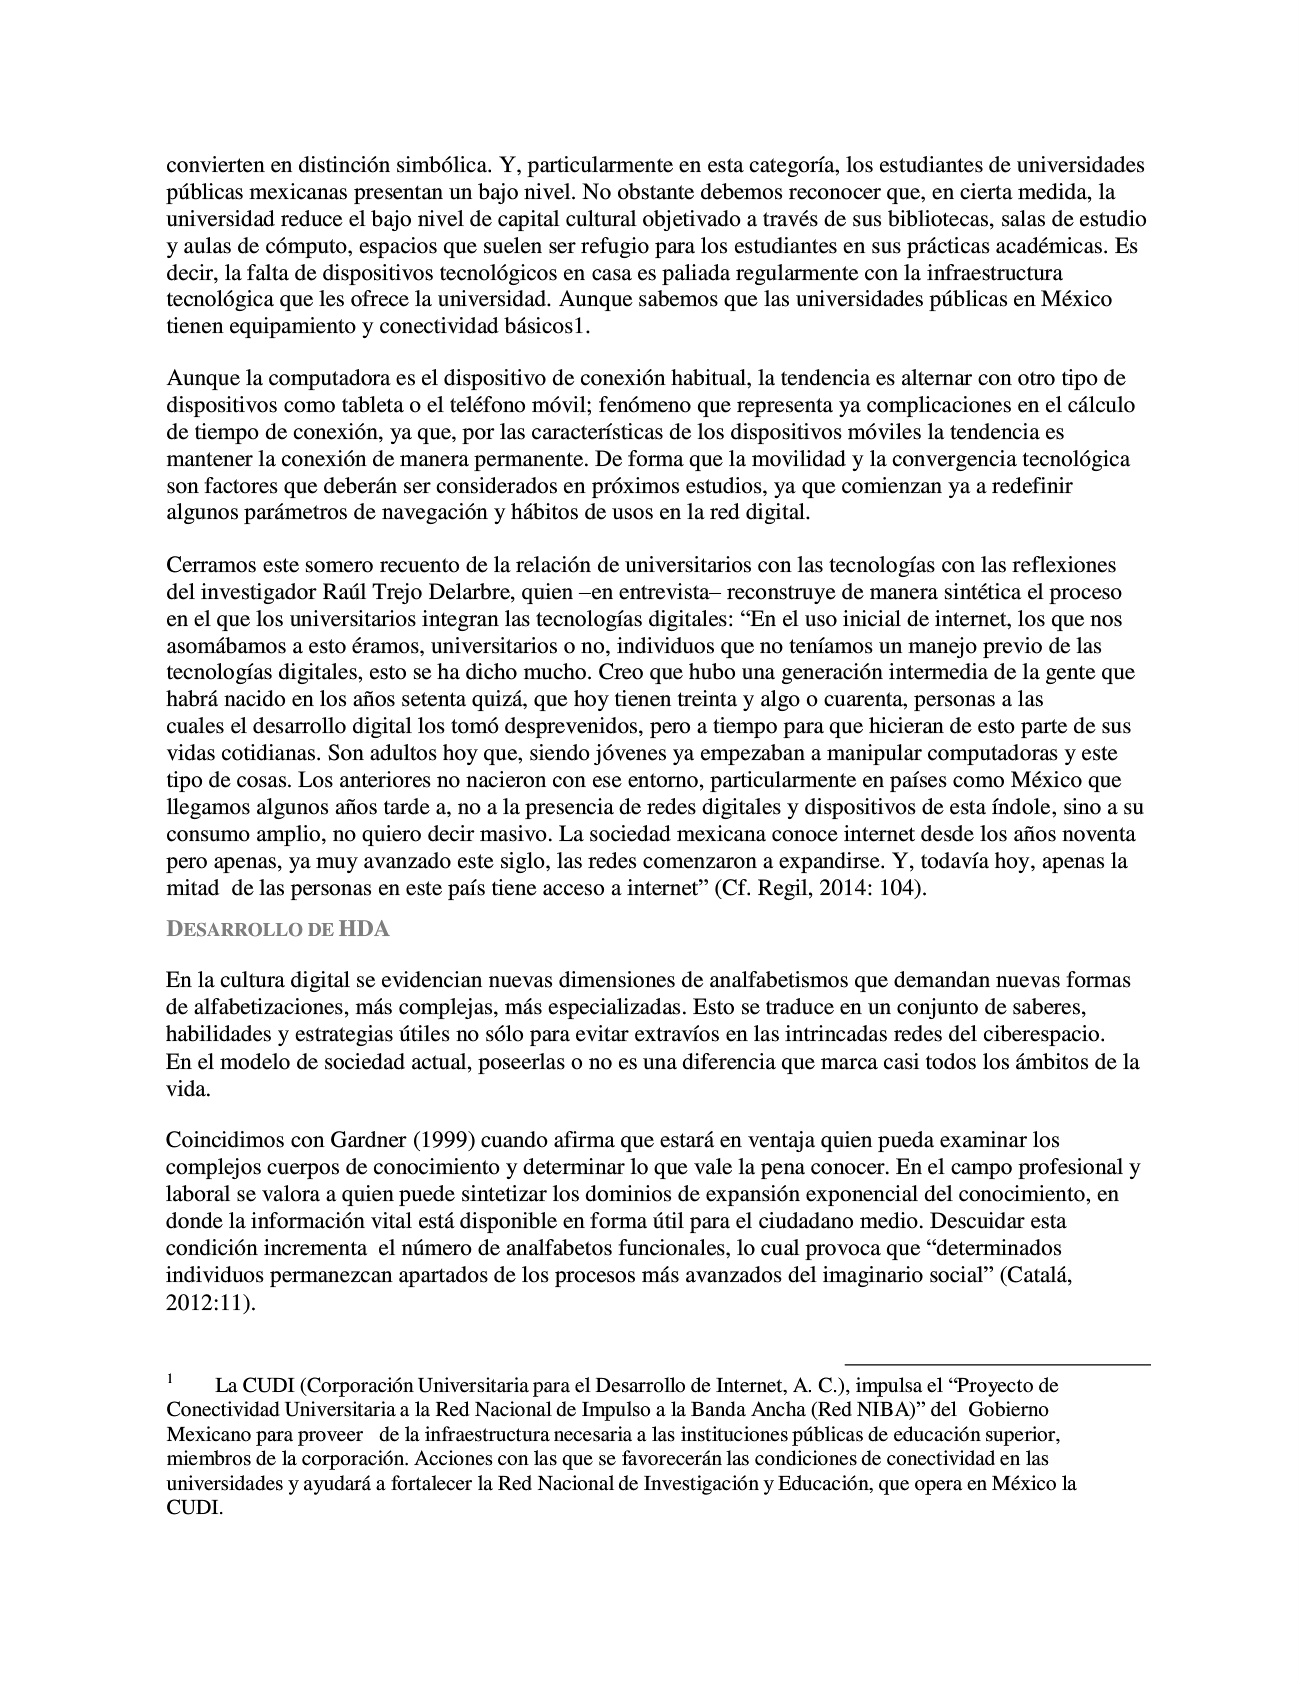 convierten en distinción simbólica. Y, particularmente en esta categoría, los estudiantes de universidades
públicas mexicanas presentan un bajo nivel. No obstante debemos reconocer que, en cierta medida, la
universidad reduce el bajo nivel de capital cultural objetivado a través de sus bibliotecas, salas de estudio
y aulas de cómputo, espacios que suelen ser refugio para los estudiantes en sus prácticas académicas. Es
decir, la falta de dispositivos tecnológicos en casa es paliada regularmente con la infraestructura
tecnológica que les ofrece la universidad. Aunque sabemos que las universidades públicas en México
tienen equipamiento y conectividad básicos1.
Aunque la computadora es el dispositivo de conexión habitual, la tendencia es alternar con otro tipo de
dispositivos como tableta o el teléfono móvil; fenómeno que representa ya complicaciones en el cálculo
de tiempo de conexión, ya que, por las características de los dispositivos móviles la tendencia es
mantener la conexión de manera permanente. De forma que la movilidad y la convergencia tecnológica
son factores que deberán ser considerados en próximos estudios, ya que comienzan ya a redefinir
algunos parámetros de navegación y hábitos de usos en la red digital.
Cerramos este somero recuento de la relación de universitarios con las tecnologías con las reflexiones
del investigador Raúl Trejo Delarbre, quien –en entrevista– reconstruye de manera sintética el proceso
en el que los universitarios integran las tecnologías digitales: “En el uso inicial de internet, los que nos
asomábamos a esto éramos, universitarios o no, individuos que no teníamos un manejo previo de las
tecnologías digitales, esto se ha dicho mucho. Creo que hubo una generación intermedia de la gente que
habrá nacido en los años setenta quizá, que hoy tienen treinta y algo o cuarenta, personas a las
cuales el desarrollo digital los tomó desprevenidos, pero a tiempo para que hicieran de esto parte de sus
vidas cotidianas. Son adultos hoy que, siendo jóvenes ya empezaban a manipular computadoras y este
tipo de cosas. Los anteriores no nacieron con ese entorno, particularmente en países como México que
llegamos algunos años tarde a, no a la presencia de redes digitales y dispositivos de esta índole, sino a su
consumo amplio, no quiero decir masivo. La sociedad mexicana conoce internet desde los años noventa
pero apenas, ya muy avanzado este siglo, las redes comenzaron a expandirse. Y, todavía hoy, apenas la
mitad  de las personas en este país tiene acceso a internet” (Cf. Regil, 2014: 104).
DESARROLLO DE HDA
En la cultura digital se evidencian nuevas dimensiones de analfabetismos que demandan nuevas formas
de alfabetizaciones, más complejas, más especializadas. Esto se traduce en un conjunto de saberes,
habilidades y estrategias útiles no sólo para evitar extravíos en las intrincadas redes del ciberespacio.
En el modelo de sociedad actual, poseerlas o no es una diferencia que marca casi todos los ámbitos de la
vida.
Coincidimos con Gardner (1999) cuando afirma que estará en ventaja quien pueda examinar los
complejos cuerpos de conocimiento y determinar lo que vale la pena conocer. En el campo profesional y
laboral se valora a quien puede sintetizar los dominios de expansión exponencial del conocimiento, en
donde la información vital está disponible en forma útil para el ciudadano medio. Descuidar esta
condición incrementa  el número de analfabetos funcionales, lo cual provoca que “determinados
individuos permanezcan apartados de los procesos más avanzados del imaginario social” (Catalá,
2012:11).
1 La CUDI (Corporación Universitaria para el Desarrollo de Internet, A. C.), impulsa el “Proyecto de
Conectividad Universitaria a la Red Nacional de Impulso a la Banda Ancha (Red NIBA)” del  Gobierno
Mexicano para proveer   de la infraestructura necesaria a las instituciones públicas de educación superior,
miembros de la corporación. Acciones con las que se favorecerán las condiciones de conectividad en las
universidades y ayudará a fortalecer la Red Nacional de Investigación y Educación, que opera en México la
CUDI.